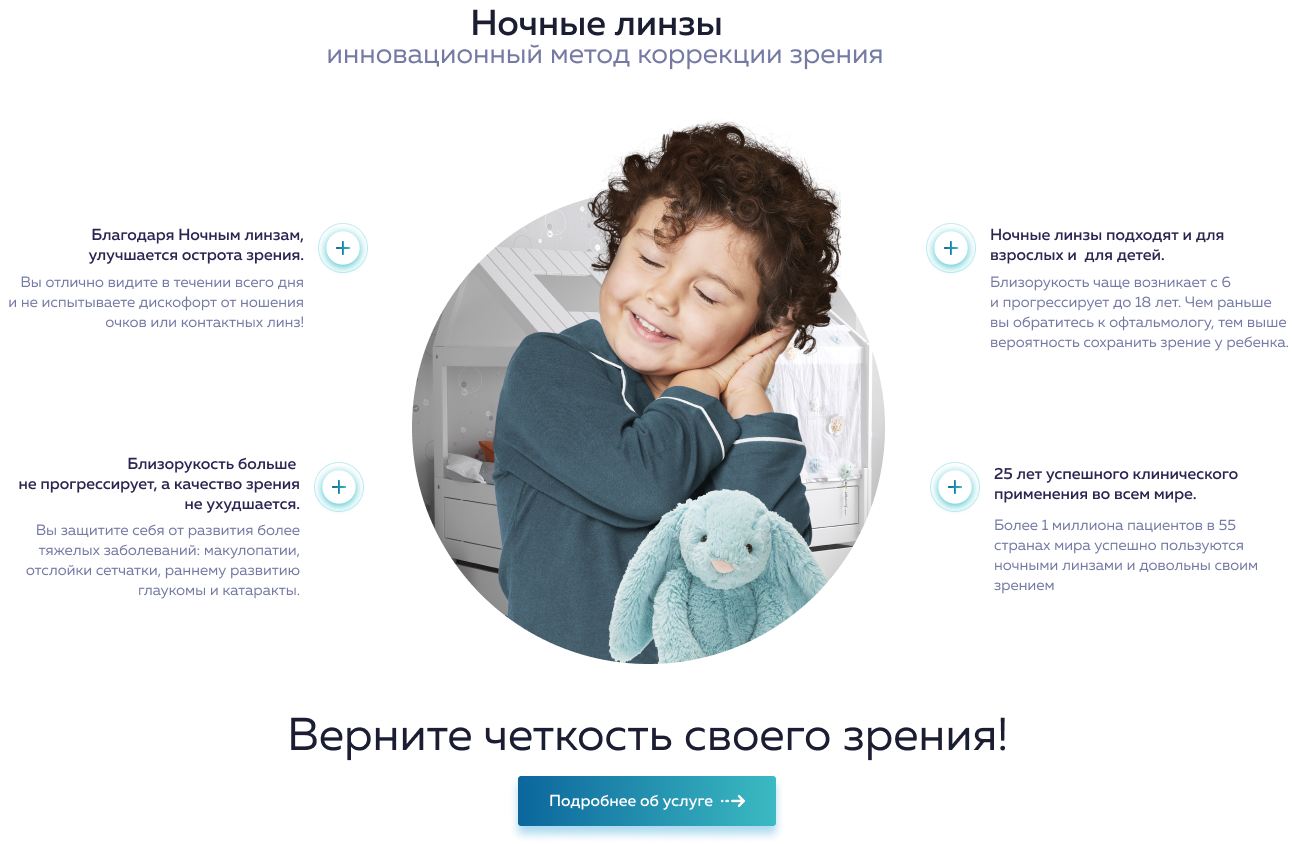 Ночные линзы
инновационный метод коррекции зрения
Благодаря Ночным линзам,
улучшается острота зрения.
Вы отлично видите в течении всего дня
и не испытываете дискофорт от ношения
очков или контактных линз!
Ночные линзы подходят и для
взрослых и для детей.
Близорукость чаще возникает с 6
и прогрессирует до 18 лет. Чем раньше
вы обратитесь к офтальмологу, тем выше
вероятность сохранить зрение у ребенка.
Близорукость больше
не прогрессирует, а качество зрения
не ухудшается.
Вы защитите себя от развития более
тяжелых заболеваний: макулопатии,
отслойки сетчатки, раннему развитию
глаукомы и катаракты.
25 лет успешного клинического
применения во всем мире.
Более 1 миллиона пациентов в 55
странах мира успешно пользуются
ночными линзами и довольны своим
зрением
Верните четкость своего зрения!
Подробнее об услуге